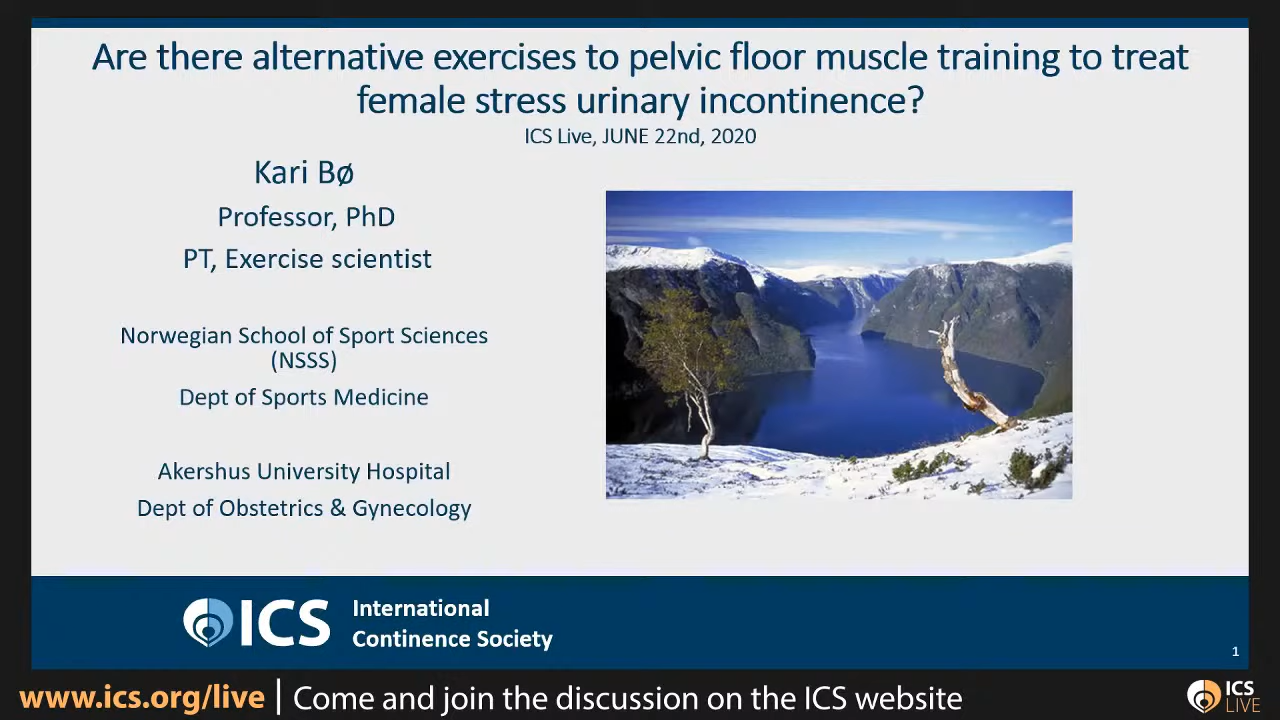 Are there alternative exercises to pelvic floor muscle training to treat
female stress urinary incontinence?
ICS Live, JUNE 22nd, 2020
Kari Bø
Professor, PhD
PT, Exercise scientist
Norwegian School of Sport Sciences
(NSSS)
Dept of Sports Medicine
Akershus University Hospital
Dept of Obstetrics & Gynecology
ICS
International
Continence Society
1
www.ics.org/live | Come and join the discussion on the ICS website
ICS
LIVE